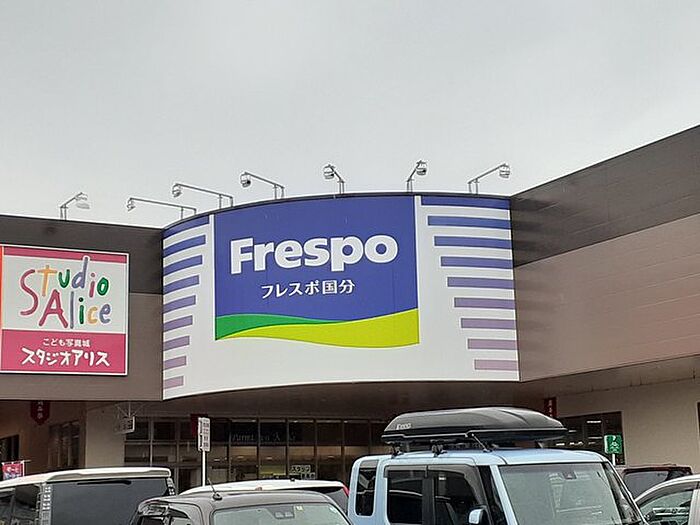 Frespo
フレスポ国分
Studio
Alice
こども写真城
スタジオアリス